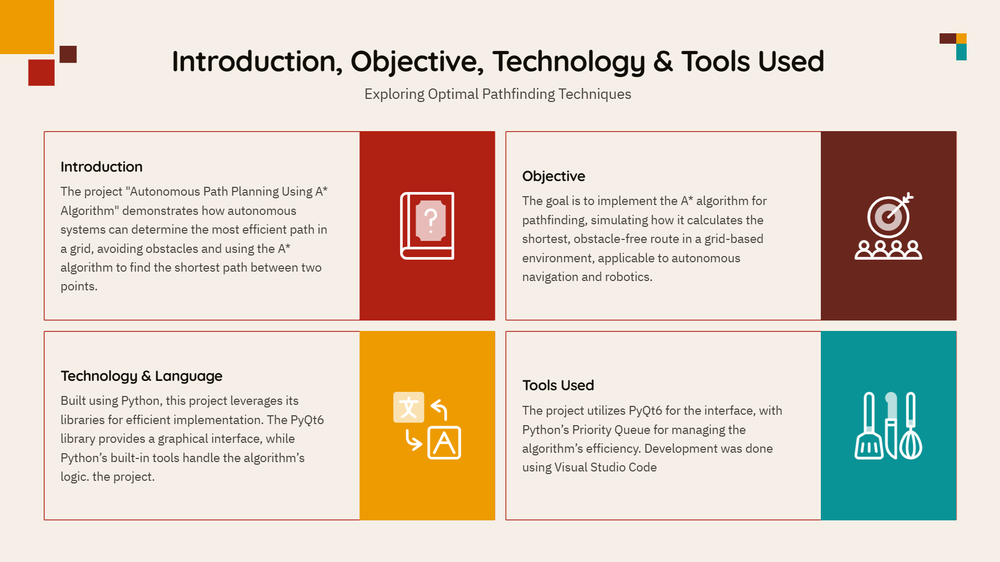 Introduction, Objective, Technology & Tools Used
Exploring Optimal Pathfinding Techniques
Introduction
The project "Autonomous Path Planning Using A*
Algorithm" demonstrates how autonomous
systems can determine the most efficient path in
a grid, avoiding obstacles and using the A*
algorithm to find the shortest path between two
points.
?
Objective
The goal is to implement the A* algorithm for
pathfinding, simulating how it calculates the
shortest, obstacle-free route in a grid-based
environment, applicable to autonomous
navigation and robotics.
Technology & Language
Built using Python, this project leverages its
libraries for efficient implementation. The PyQt6
library provides a graphical interface, while
Python’s built-in tools handle the algorithm’s
logic. the project.
文
A
Tools Used
The project utilizes PyQt6 for the interface, with
Python’s Priority Queue for managing the
algorithm’s efficiency. Development was done
using Visual Studio Code